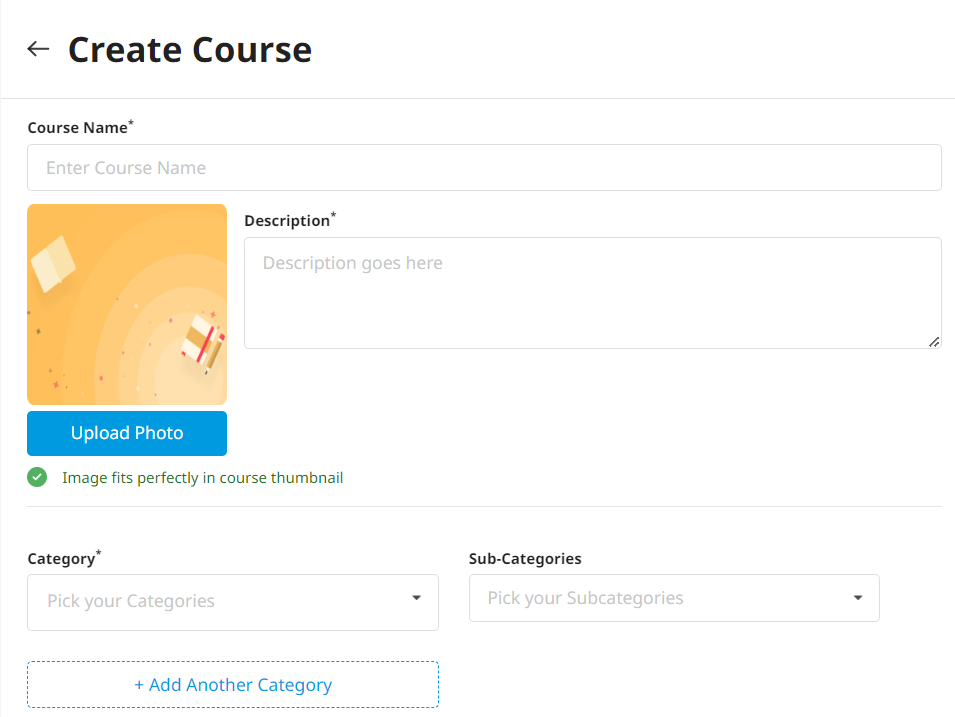 Create Course
Course Name*
Enter Course Name
Description*
Description goes here
Upload Photo
Image fits perfectly in course thumbnail
Category*
Sub-Categories
Pick your Categories
Pick your Subcategories
+ Add Another Category